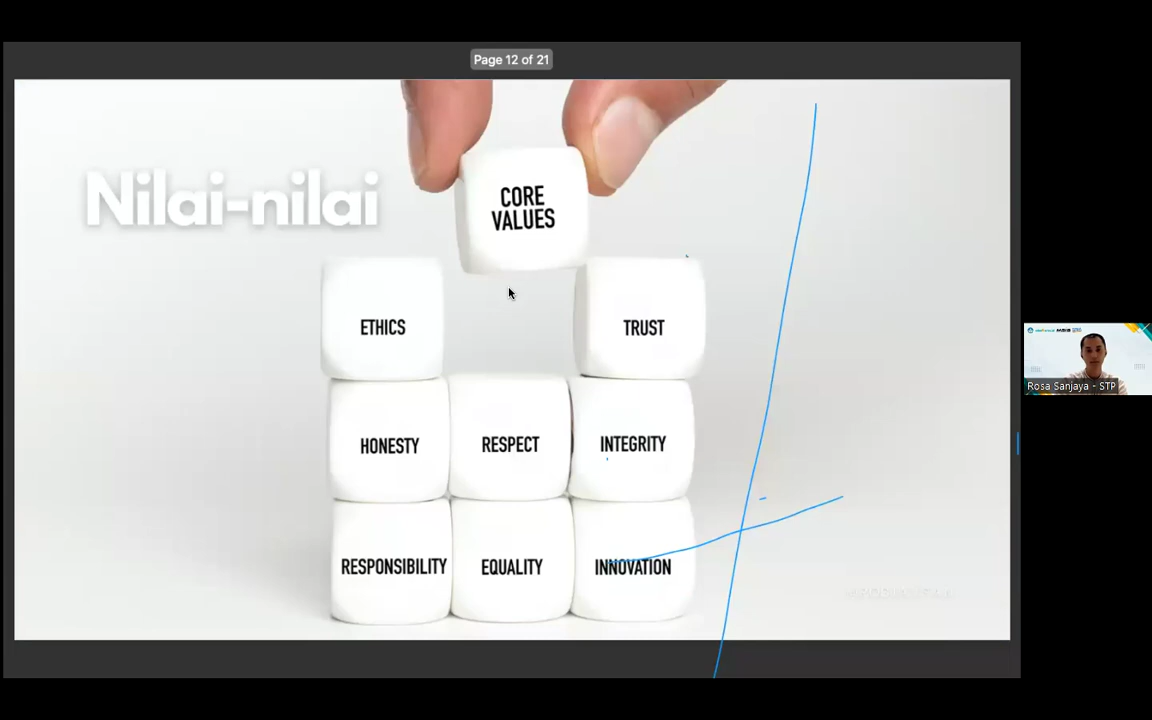 Page 12 of 21
Nilai-nilai
CORE
VALUES
ETHICS
TRUST
HONESTY
RESPECT
INTEGRITY
RESPONSIBILITY
EQUALITY
INNOVATION
Rosa Sanjaya - STP